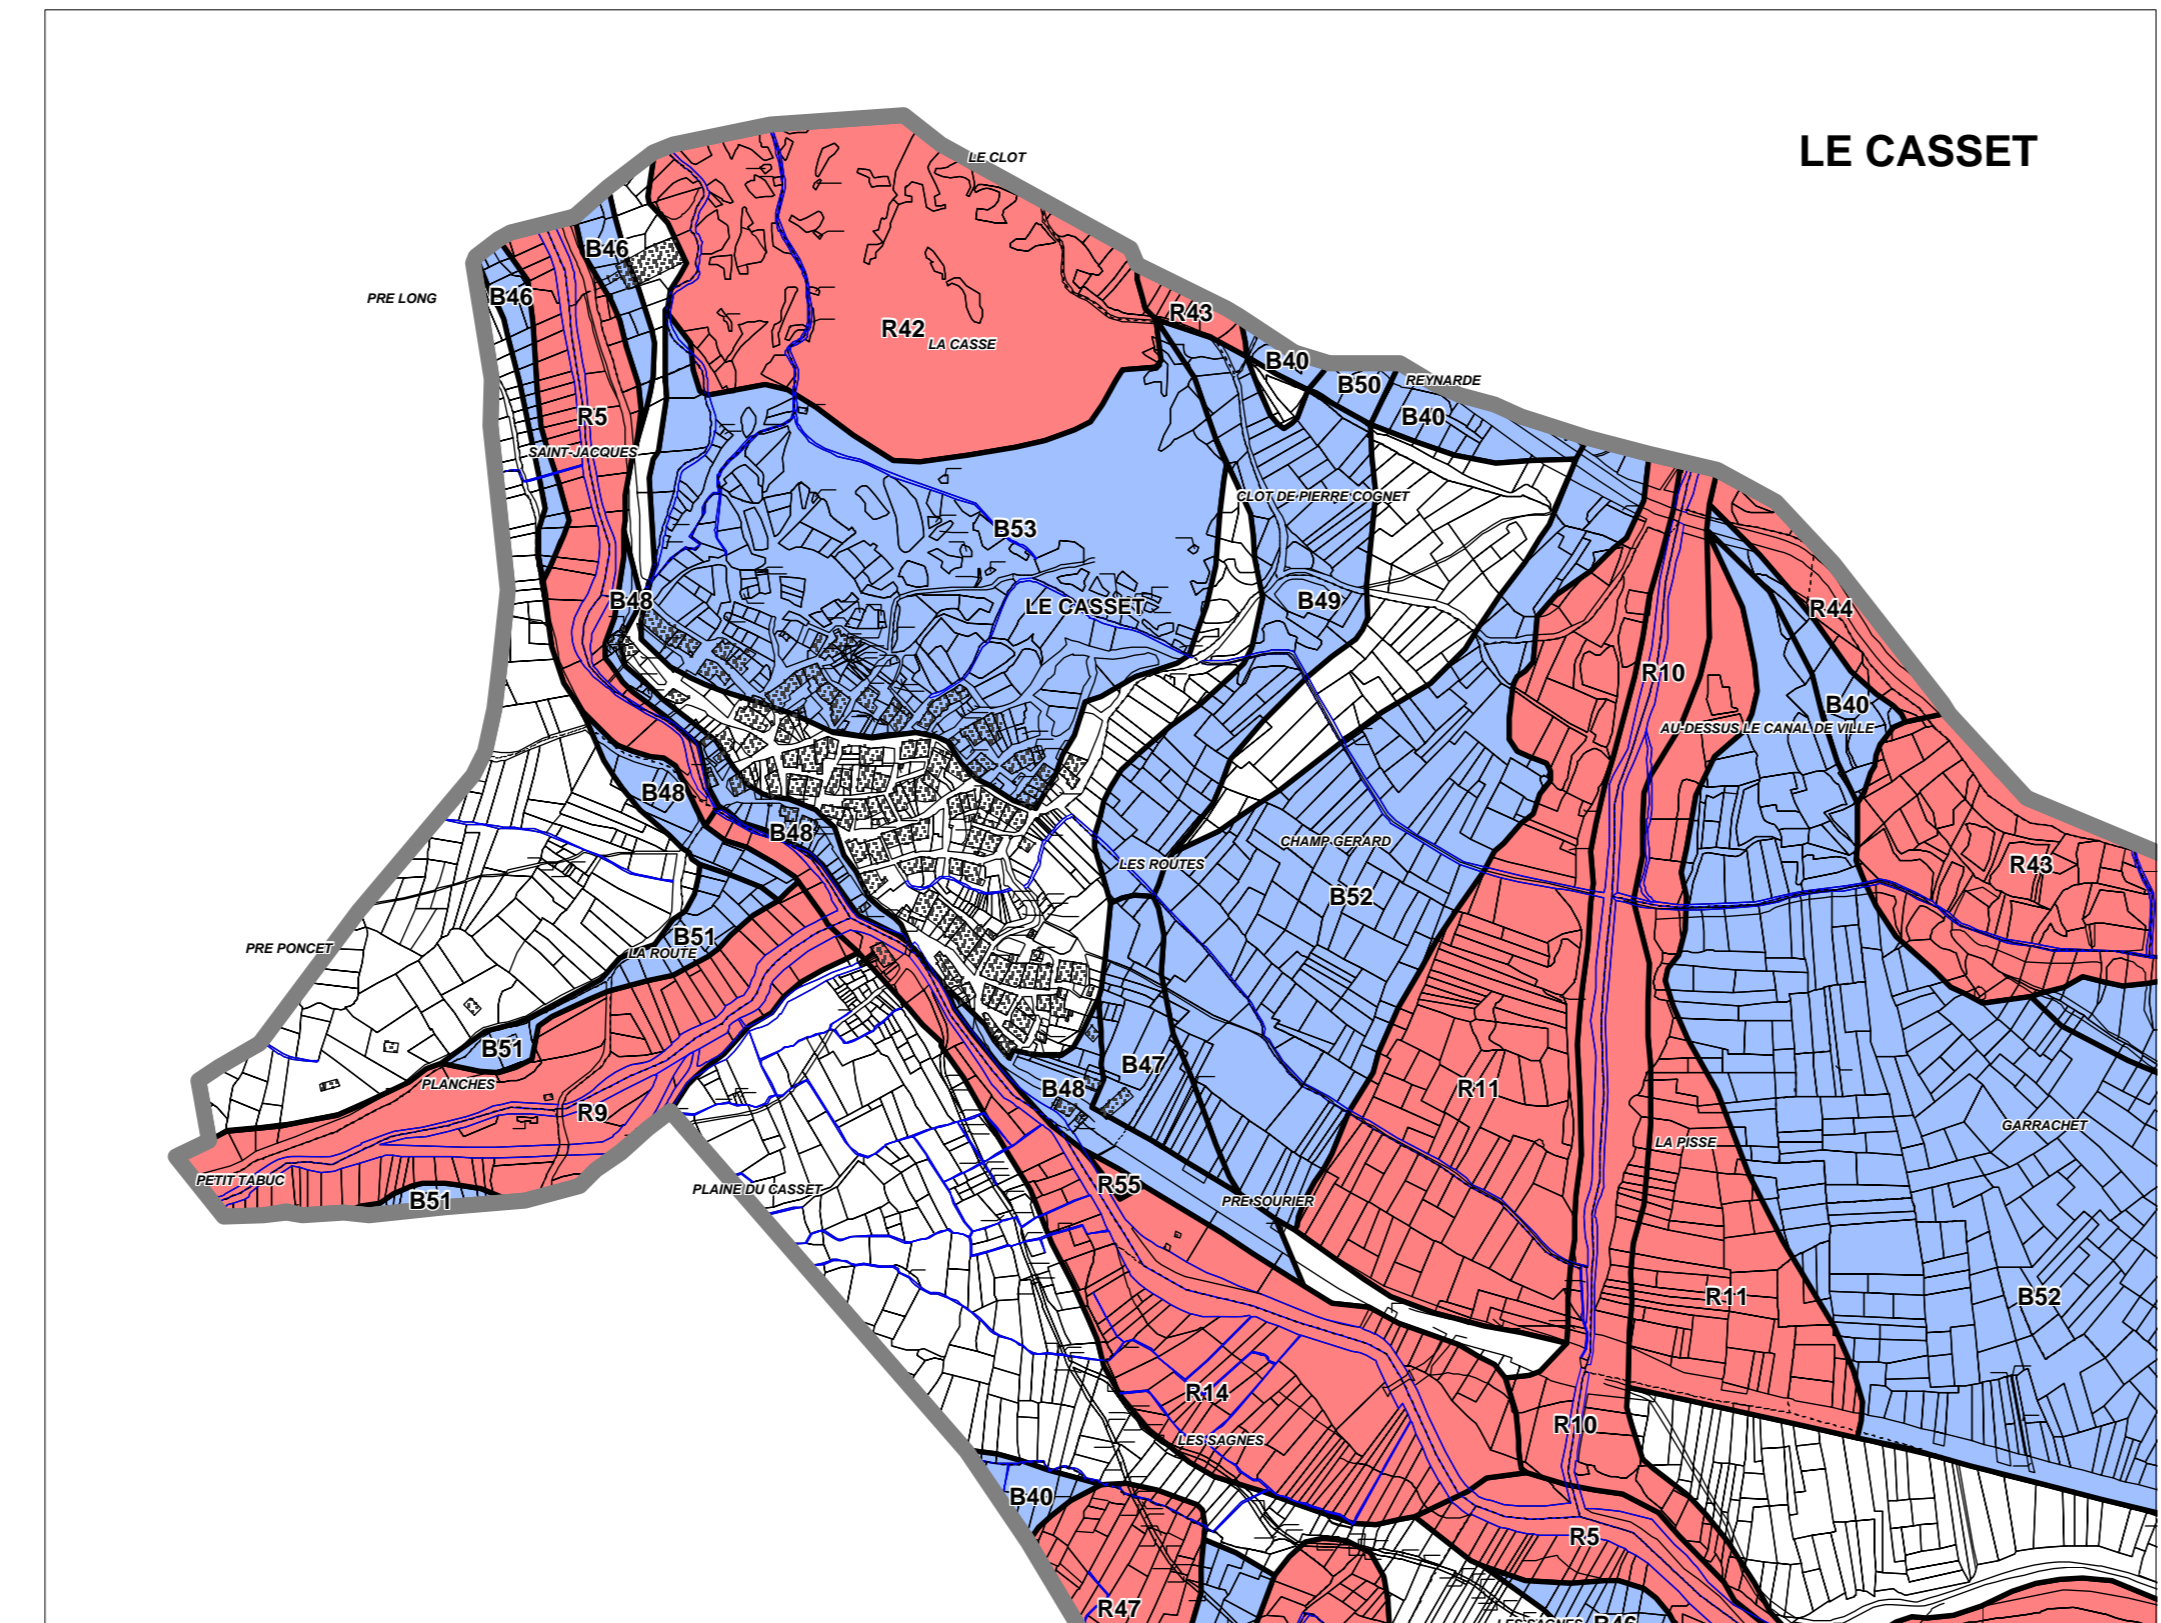 LE CASSET
LE CLOT
B46
B46
PRE LONG
R43
R42
LA CASSE
B40
B50
REYNARDE
B40
R5
SAINT-JACQUES
CLOT DE PIERRE COGNET
B53
B48
LE CASSET
B49
R44
R10
B40
AU-DESSUS LE CANAL DE VILLE
B48
B48
CHAMP GERARD
LES ROUTES
R43
B52
B51
PRE PONCET
LA ROUTE
B51
B47
PLANCHES
B48
R11
R9
GARRACHET
LA PISSE
PETIT TABUC
PLAINE DU CASSET
R55
B51
PRE SOURIER
R11
B52
R14
R10
LES SAGNES
B40
R5
R47
LES SAGNES
B46